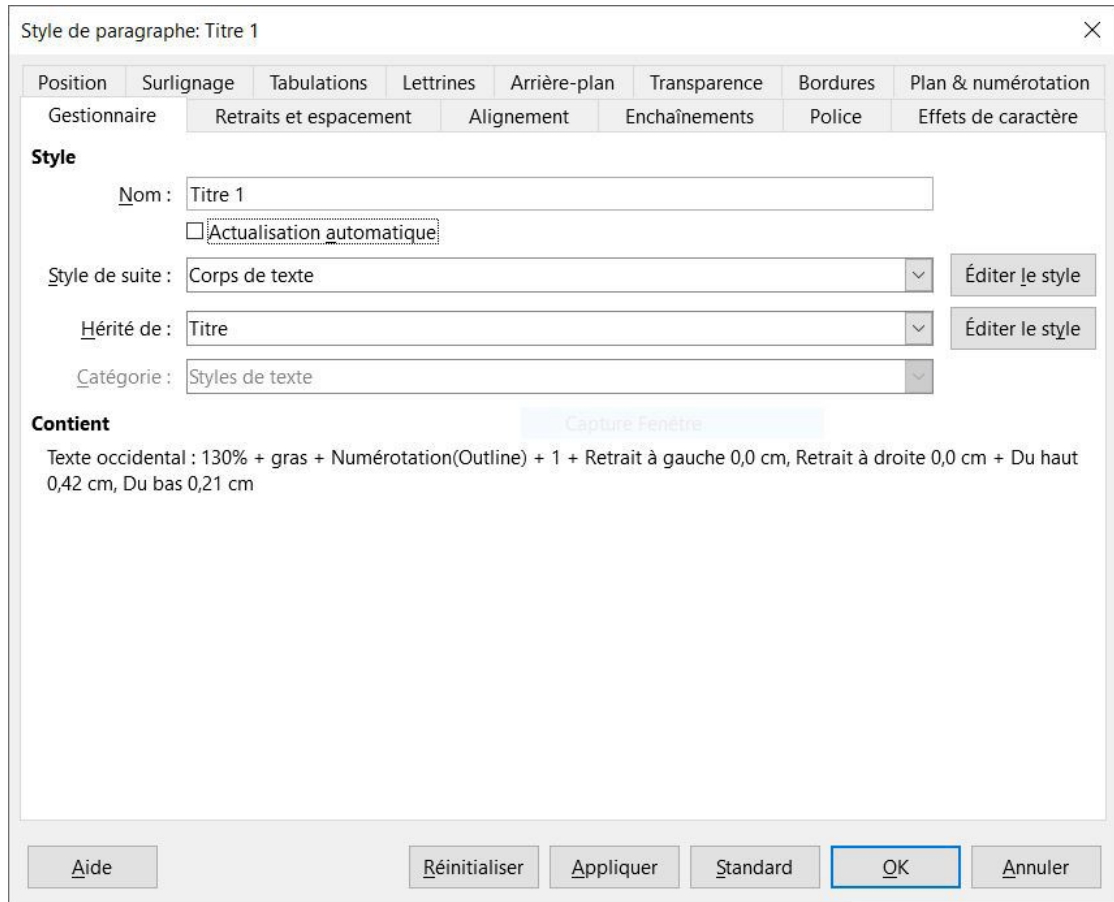 Style de paragraphe: Titre 1
Position Surlignage Tabulations Lettrines Arrière-plan Transparence Bordures Plan & numérotation
Gestionnaire Retraits et espacement Alignement Enchaînements Police Effets de caractère
Style
Nom : Titre 1
Actualisation automatique
Style de suite : Corps de texte Éditer le style
Hérité de : Titre Éditer le style
Catégorie : Styles de texte
Contient
Capture Fenêtre
Texte occidental : 130% + gras + Numérotation(Outline) + 1 + Retrait à gauche 0,0 cm, Retrait à droite 0,0 cm + Du haut
0,42 cm, Du bas 0,21 cm
Aide Réinitialiser Appliquer Standard OK Annuler